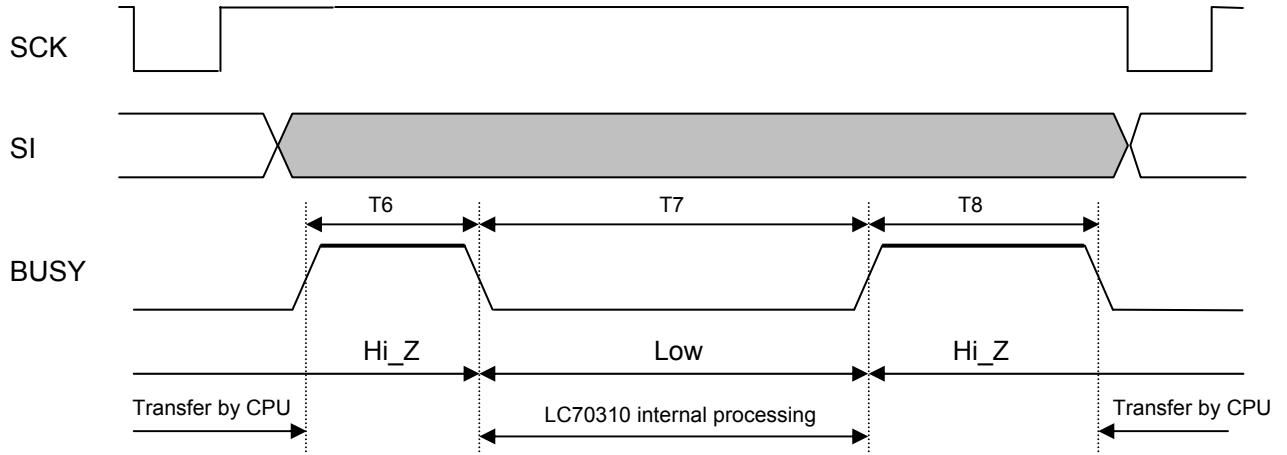 SCK
SI
T6 T7 T8
BUSY
Hi_Z Low Hi_Z
Transfer by CPU LC70310 internal processing Transfer by CPU